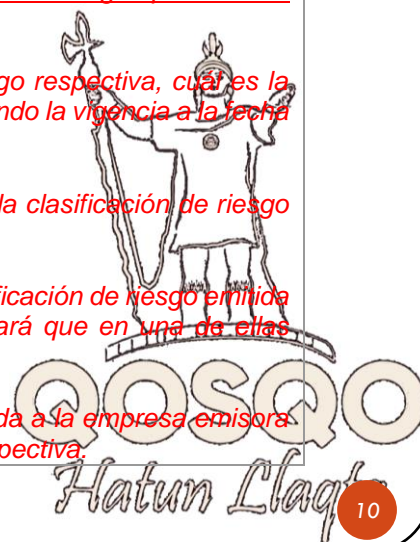 go respectiva, cuál es la
ndo la vigencia a la fecha
la clasificación de riesgo
ficación de riesgo emitida
ará que en una de ellas
da a la empresa emisora
pectiva.
QOSQO
Hatun Llaqta
10